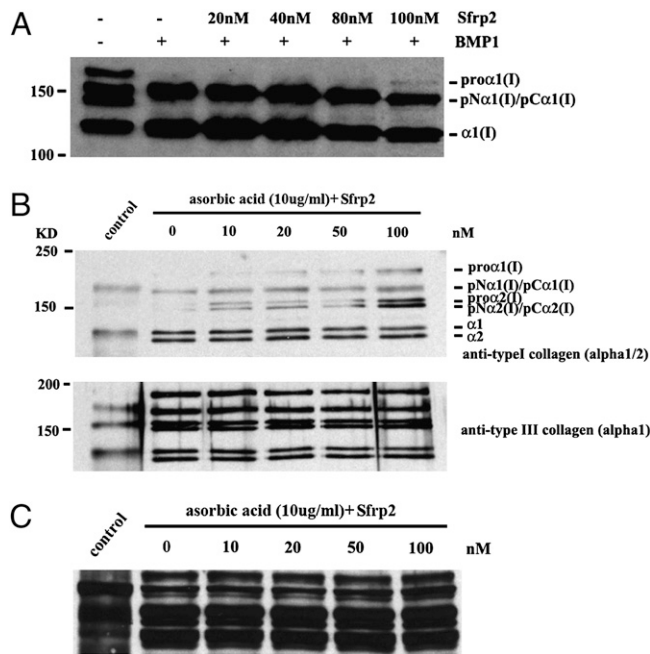 A
- - 20nM 40nM 80nM 100nM Sfrp2
- + + + + + BMP1
150
100
proα1(I)
pNα1(I)/pCα1(I)
α1(I)
B
control
asorbic acid (10ug/ml)+Sfrp2
KD 0 10 20 50 100 nM
250
150
proα1(I)
pNα1(I)/pCα1(I)
proα2(I)
pNα2(I)/pCα2(I)
α1
α2
anti-typeI collagen (alpha1/2)
200
150
anti-type III collagen (alpha1)
C
control
asorbic acid (10ug/ml)+Sfrp2
0 10 20 50 100 nM